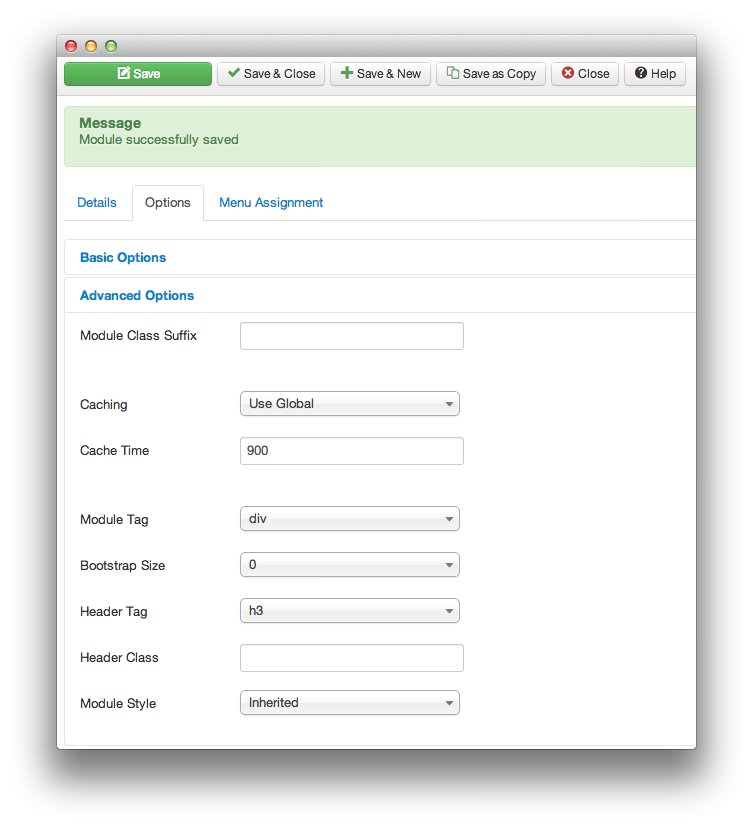 Save Save & Close Save & New Save as Copy Close Help
Message
Module successfully saved
Details Options Menu Assignment
Basic Options
Advanced Options
Module Class Suffix
Caching Use Global
Cache Time 900
Module Tag div
Bootstrap Size 0
Header Tag h3
Header Class
Module Style Inherited